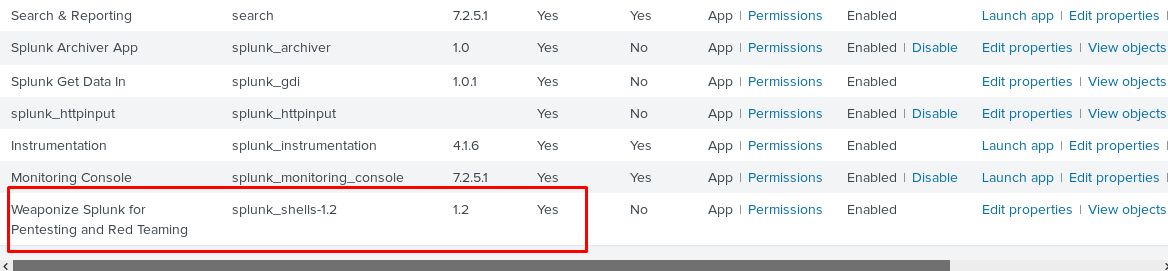 Search & Reporting search 7.2.5.1 Yes Yes App | Permissions Enabled Launch app | Edit properties |
Splunk Archiver App splunk_archiver 1.0 Yes No App | Permissions Enabled | Disable Edit properties | View objects
Splunk Get Data In splunk_gdi 1.0.1 Yes No App | Permissions Enabled Edit properties | View objects
splunk_httpinput splunk_httpinput Yes No App | Permissions Enabled | Disable Edit properties | View objects
Instrumentation splunk_instrumentation 4.1.6 Yes Yes App | Permissions Enabled Launch app | Edit properties |
Monitoring Console splunk_monitoring_console 7.2.5.1 Yes Yes App | Permissions Enabled | Disable Launch app | Edit properties |
Weaponize Splunk for splunk_shells-1.2 1.2 Yes No App | Permissions Enabled Edit properties | View objects
Pentesting and Red Teaming